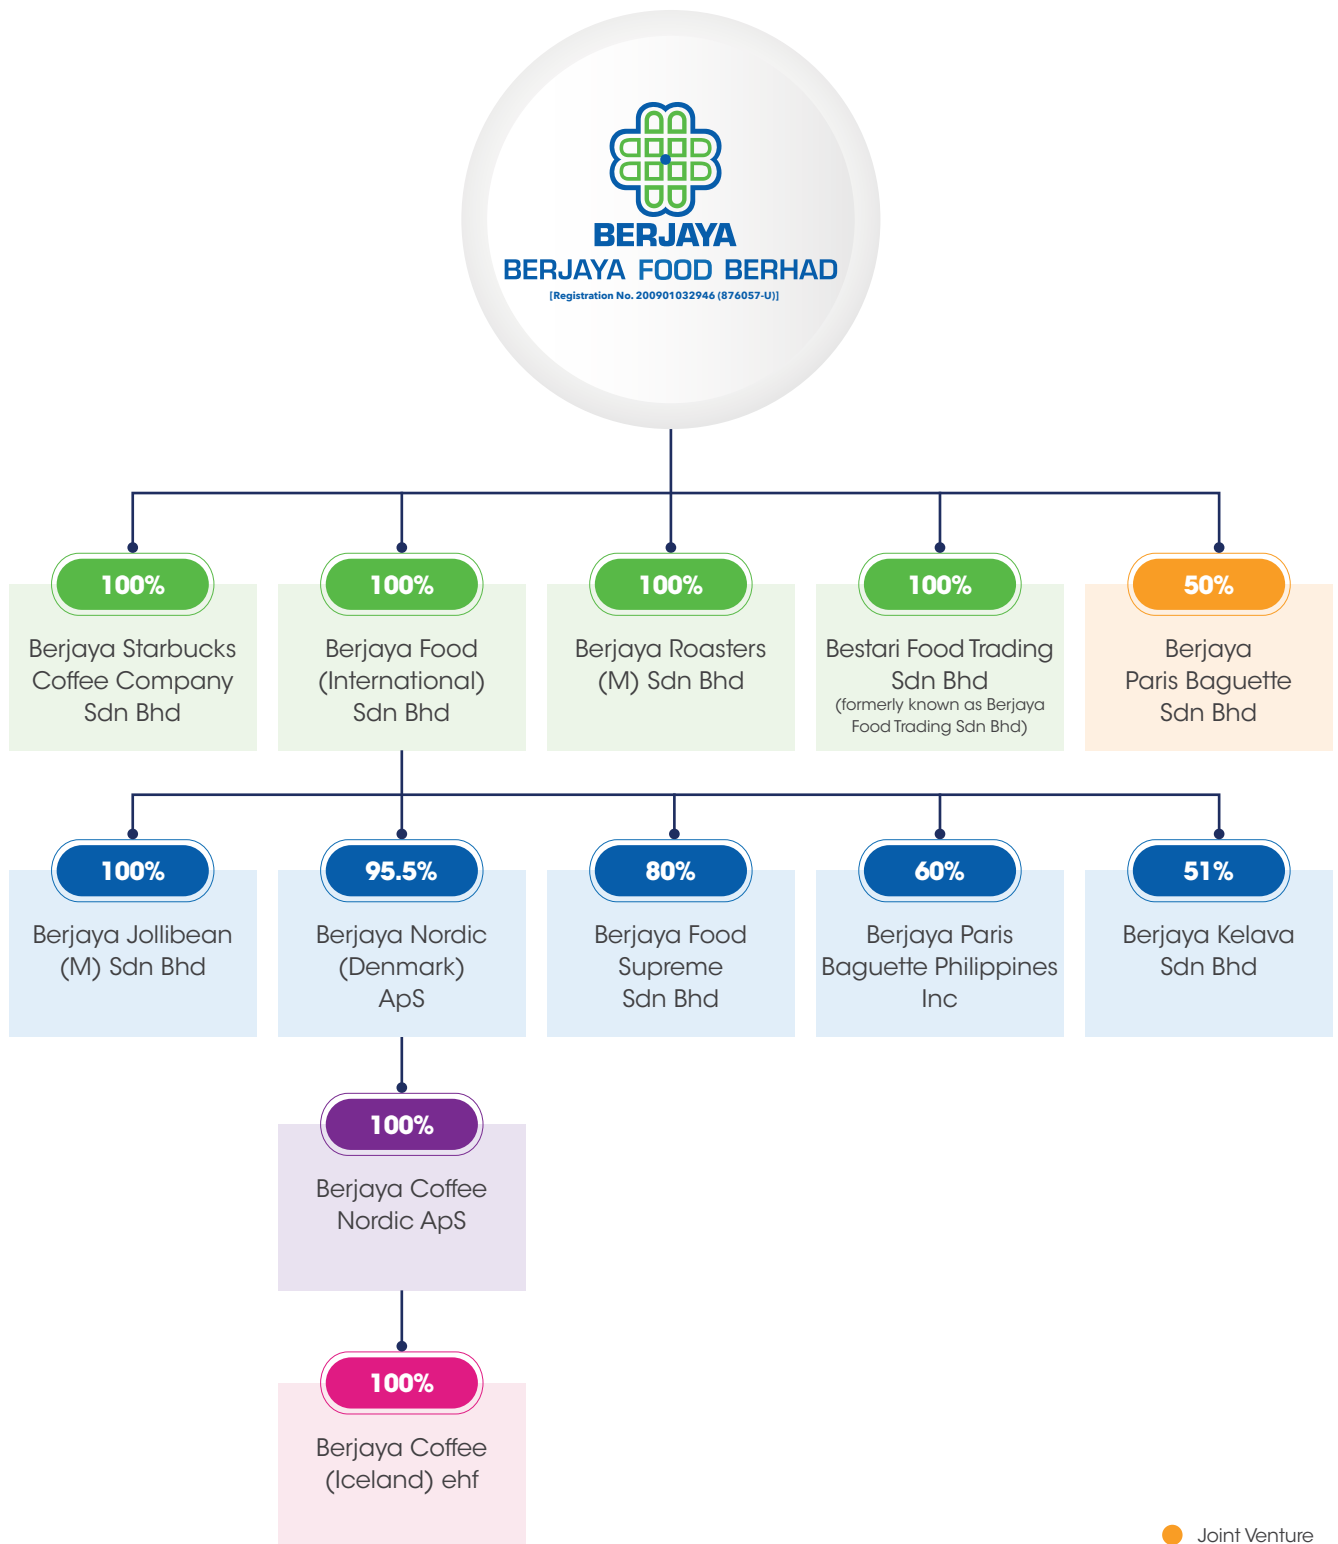 BERJAYA
BERJAYA FOOD BERHAD
[Registration No. 200901032946 (876057-U)]
100%
Berjaya Starbucks
Coffee Company
Sdn Bhd
100%
Berjaya Food
(International)
Sdn Bhd
100%
Berjaya Roasters
(M) Sdn Bhd
100%
Bestari Food Trading
Sdn Bhd
(formerly known as Berjaya
Food Trading Sdn Bhd)
50%
Berjaya
Paris Baguette
Sdn Bhd
100%
Berjaya Jollibean
(M) Sdn Bhd
95.5%
Berjaya Nordic
(Denmark)
ApS
80%
Berjaya Food
Supreme
Sdn Bhd
60%
Berjaya Paris
Baguette Philippines
Inc
51%
Berjaya Kelava
Sdn Bhd
100%
Berjaya Coffee
Nordic ApS
100%
Berjaya Coffee
(Iceland) ehf
Joint Venture